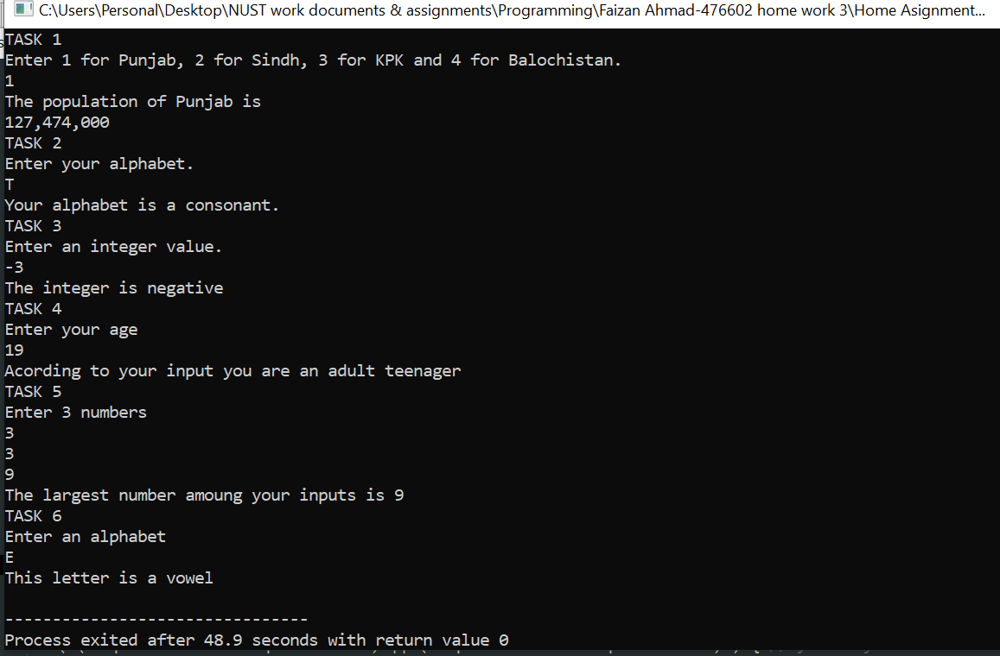 C:\Users\Personal\Desktop\NUST work documents & assignments\Programming\Faizan Ahmad-476602 home work 3\Home Asignment...
TASK 1
Enter 1 for Punjab, 2 for Sindh, 3 for KPK and 4 for Balochistan.
1
The population of Punjab is
127,474,000
TASK 2
Enter your alphabet.
T
Your alphabet is a consonant.
TASK 3
Enter an integer value.
-3
The integer is negative
TASK 4
Enter your age
19
Acording to your input you are an adult teenager
TASK 5
Enter 3 numbers
3
3
9
The largest number amoung your inputs is 9
TASK 6
Enter an alphabet
E
This letter is a vowel
--------------------------------
Process exited after 48.9 seconds with return value 0